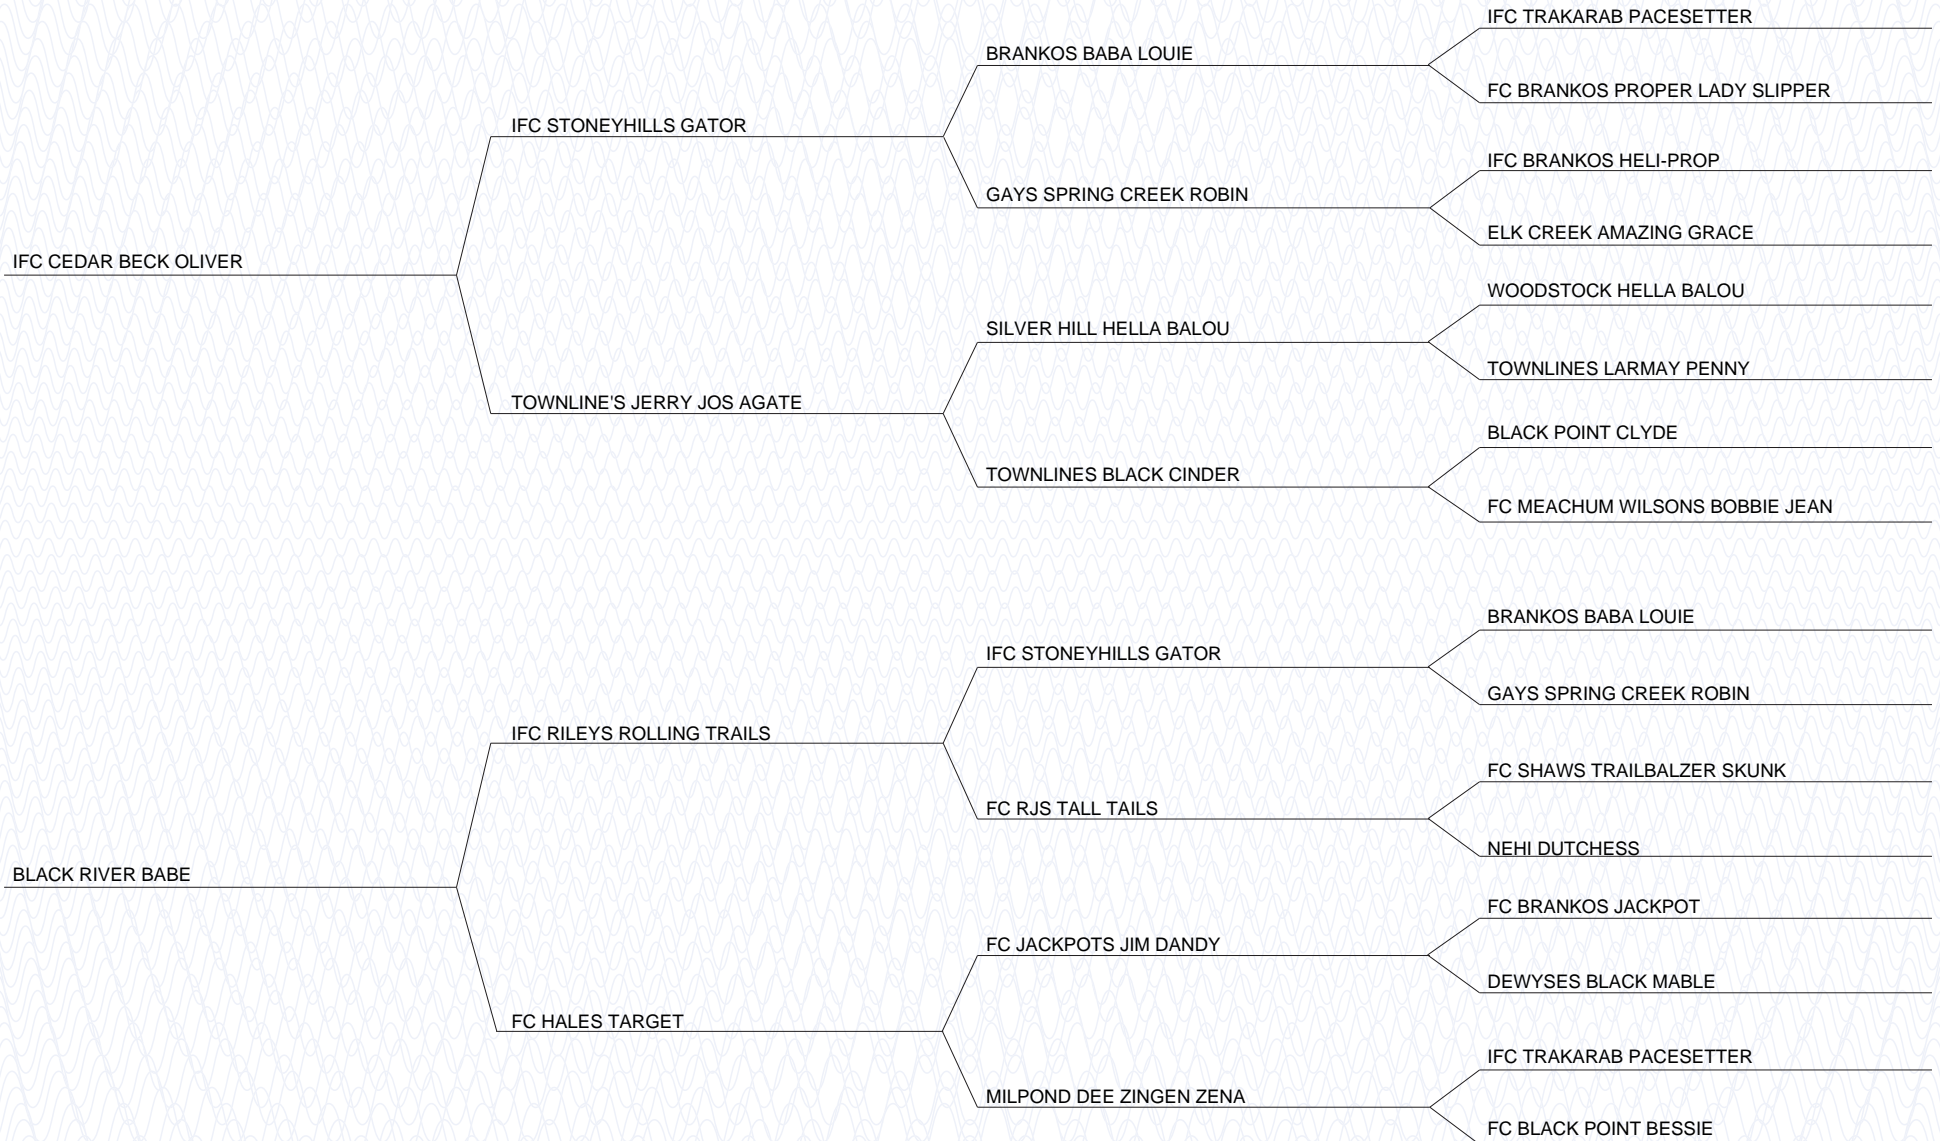 IFC TRAKARAB PACESETTER
BRANKOS BABA LOUIE
FC BRANKOS PROPER LADY SLIPPER
IFC STONEYHILLS GATOR
IFC BRANKOS HELI-PROP
GAYS SPRING CREEK ROBIN
ELK CREEK AMAZING GRACE
IFC CEDAR BECK OLIVER
WOODSTOCK HELLA BALOU
SILVER HILL HELLA BALOU
TOWNLINES LARMAY PENNY
TOWNLINE'S JERRY JOS AGATE
BLACK POINT CLYDE
TOWNLINES BLACK CINDER
FC MEACHUM WILSONS BOBBIE JEAN
BRANKOS BABA LOUIE
IFC STONEYHILLS GATOR
GAYS SPRING CREEK ROBIN
IFC RILEYS ROLLING TRAILS
FC SHAWS TRAILBALZER SKUNK
FC RJS TALL TAILS
NEHI DUTCHESS
BLACK RIVER BABE
FC BRANKOS JACKPOT
FC JACKPOTS JIM DANDY
DEWYSES BLACK MABLE
FC HALES TARGET
IFC TRAKARAB PACESETTER
MILPOND DEE ZINGEN ZENA
FC BLACK POINT BESSIE